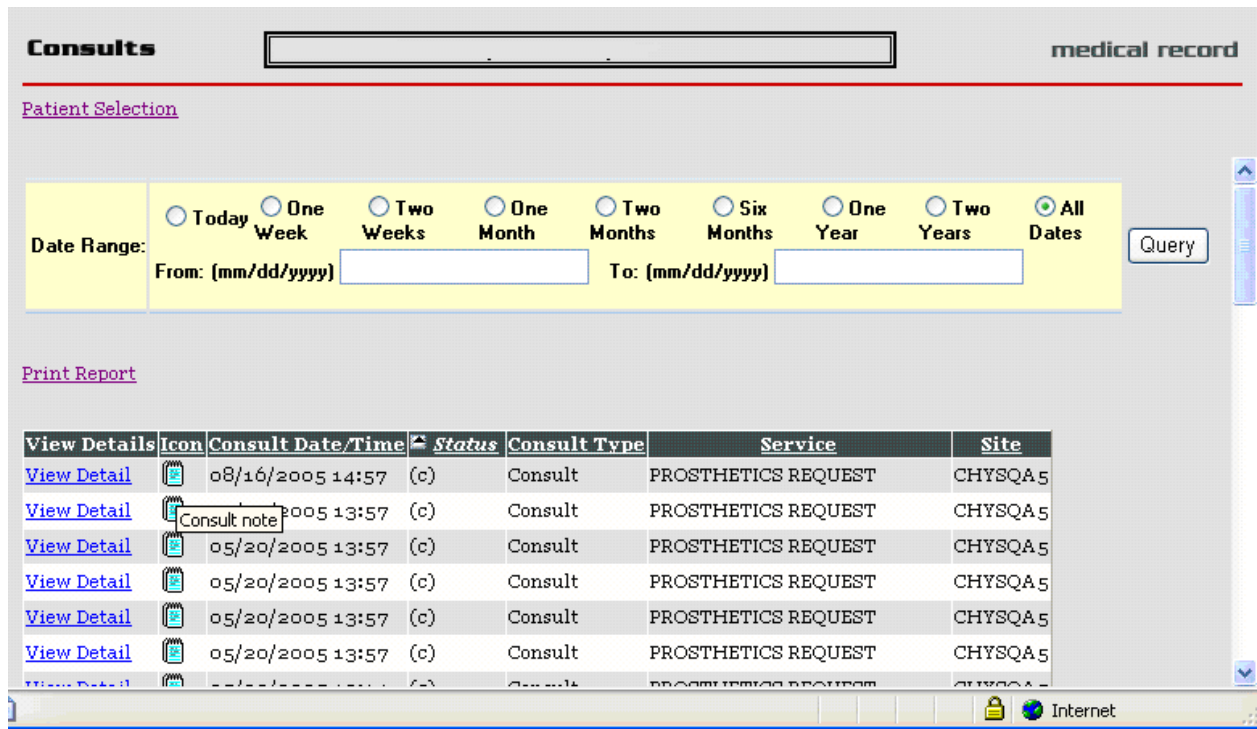 Consults medical record
Patient Selection
Date Range: Today One Week Two Weeks One Month Two Months Six Months One Year Two Years All Dates
From: (mm/dd/yyyy) To: (mm/dd/yyyy)
Query
Print Report
View Details Icon Consult Date/Time Status Consult Type Service Site
View Detail 08/16/2005 14:57 (c) Consult PROSTHETICS REQUEST CHYSQA5
View Detail 2005 13:57 (c) Consult PROSTHETICS REQUEST CHYSQA5
Consult note
View Detail 05/20/2005 13:57 (c) Consult PROSTHETICS REQUEST CHYSQA5
View Detail 05/20/2005 13:57 (c) Consult PROSTHETICS REQUEST CHYSQA5
View Detail 05/20/2005 13:57 (c) Consult PROSTHETICS REQUEST CHYSQA5
View Detail 05/20/2005 13:57 (c) Consult PROSTHETICS REQUEST CHYSQA5
Internet